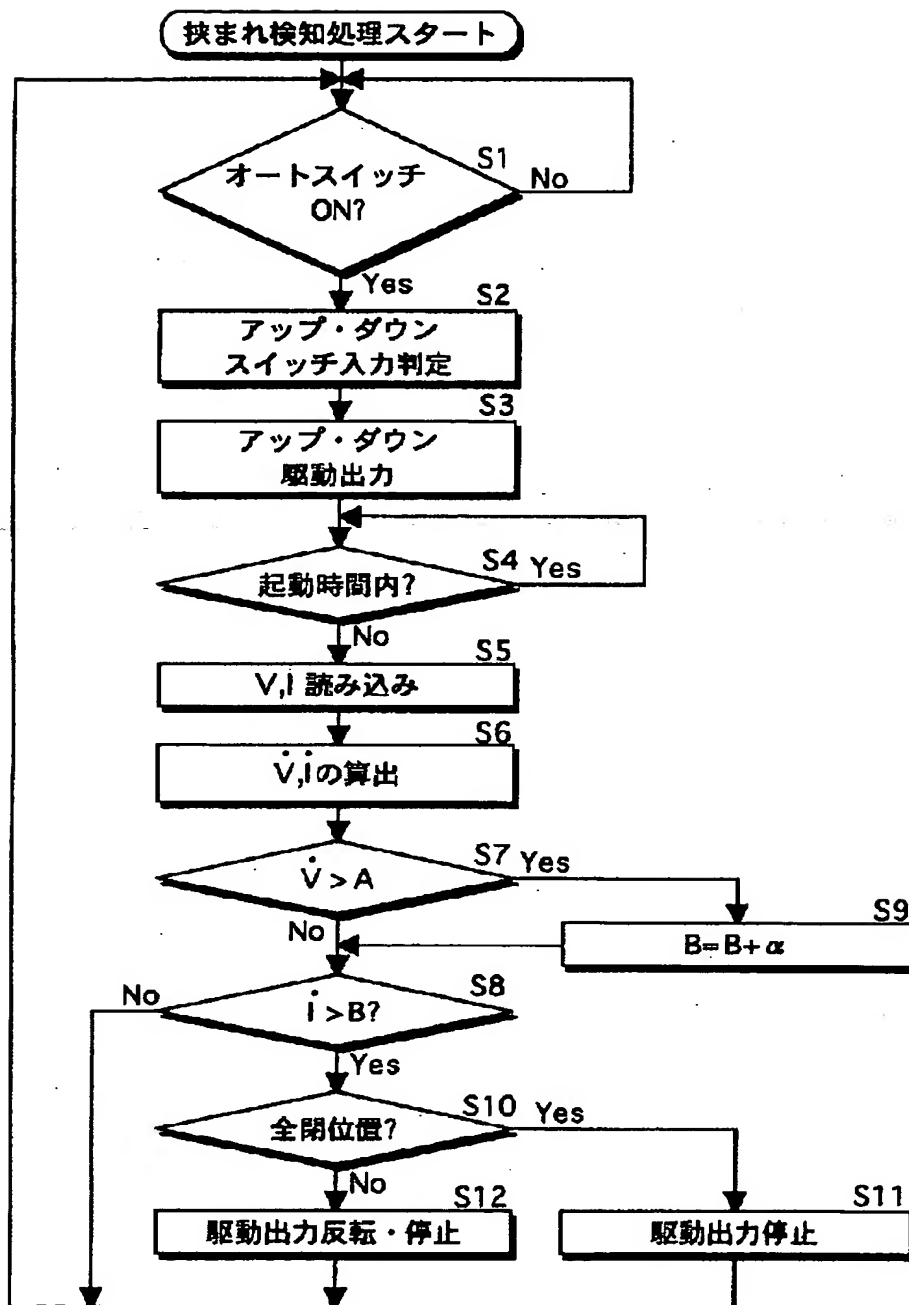 挟まれ検知処理スタート
S1
オートスイッチ
ON?
No
Yes
S2
アップ・ダウン
スイッチ入力判定
S3
アップ・ダウン
駆動出力
S4
Yes
起動時間内?
No
S5
V,i 読み込み
S6
V̇,i̇の算出
S7
Yes
V̇>A
No
S9
B=B+α
S8
No
i̇>B?
Yes
S10
Yes
全閉位置?
No
S12
駆動出力反転・停止
S11
駆動出力停止